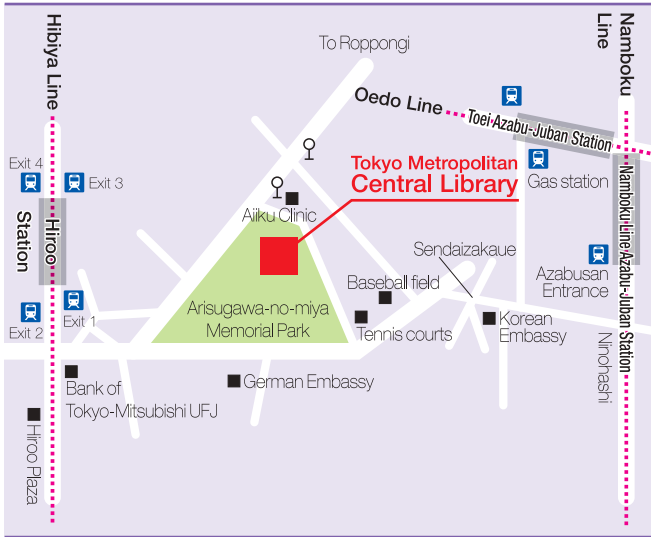 Hibiya Line
Namboku
Line
To Roppongi
Oedo Line
Toei Azabu-Juban Station
Exit 4
Exit 3
Tokyo Metropolitan
Central Library
Gas station
Namboku Line Azabu-Juban Station
Aiiku Clinic
Hiroo
Station
Sendaizakaue
Azabusan
Entrance
Baseball field
Exit 2
Exit 1
Arisugawa-no-miya
Memorial Park
Tennis courts
Korean
Embassy
Ninohashi
Bank of
Tokyo-Mitsubishi UFJ
German Embassy
Hiroo Plaza